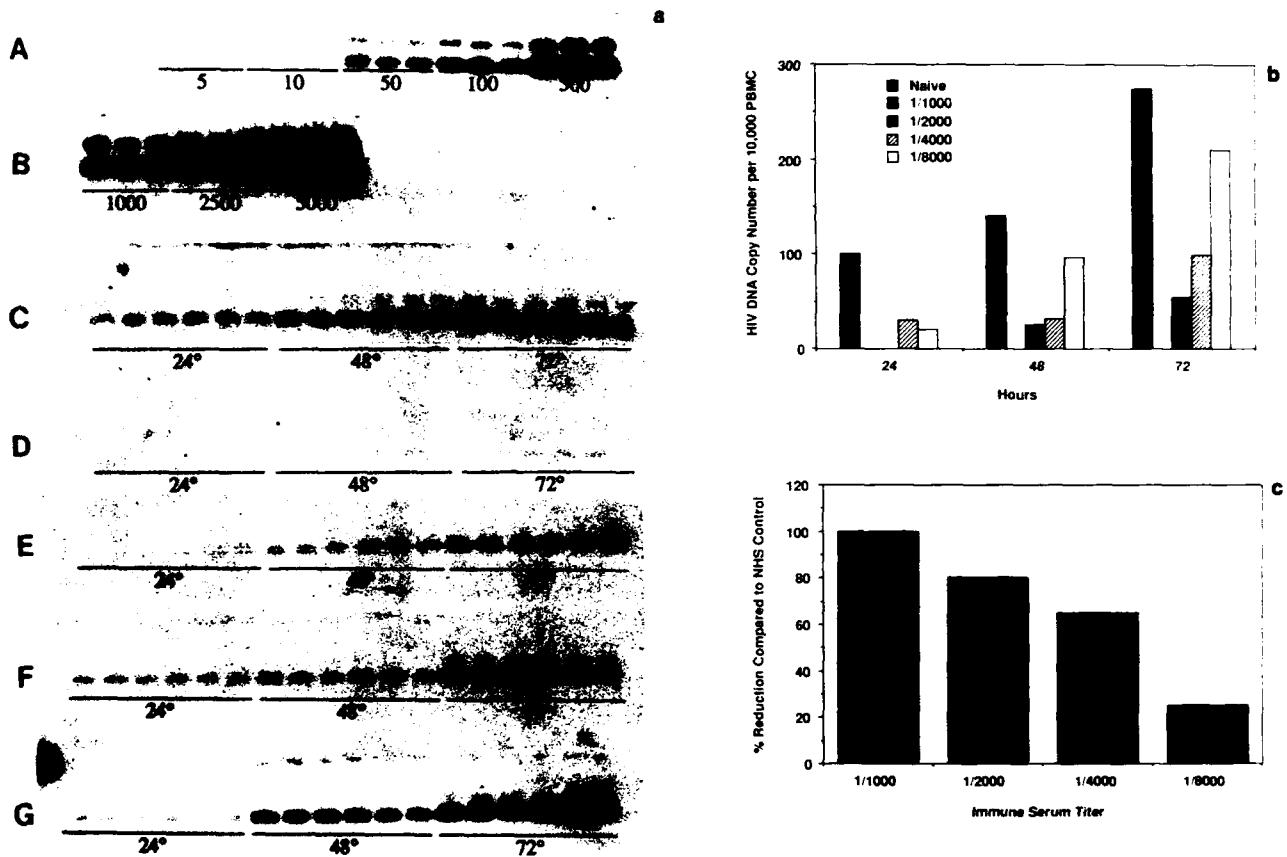 a
A
5 10 50 100 500
B
1000 2500 5000
C
24° 48° 72°
D
24° 48° 72°
E
24° 48°
F
24° 48°
G
24° 48° 72°
b
HIV DNA Copy Number per 10,000 PBMC
300
200
100
0
Naive
1/1000
1/2000
1/4000
1/8000
24 48 72
Hours
c
% Reduction Compared to NHS Control
120
100
80
60
40
20
0
1/1000 1/2000 1/4000 1/8000
Immune Serum Titer